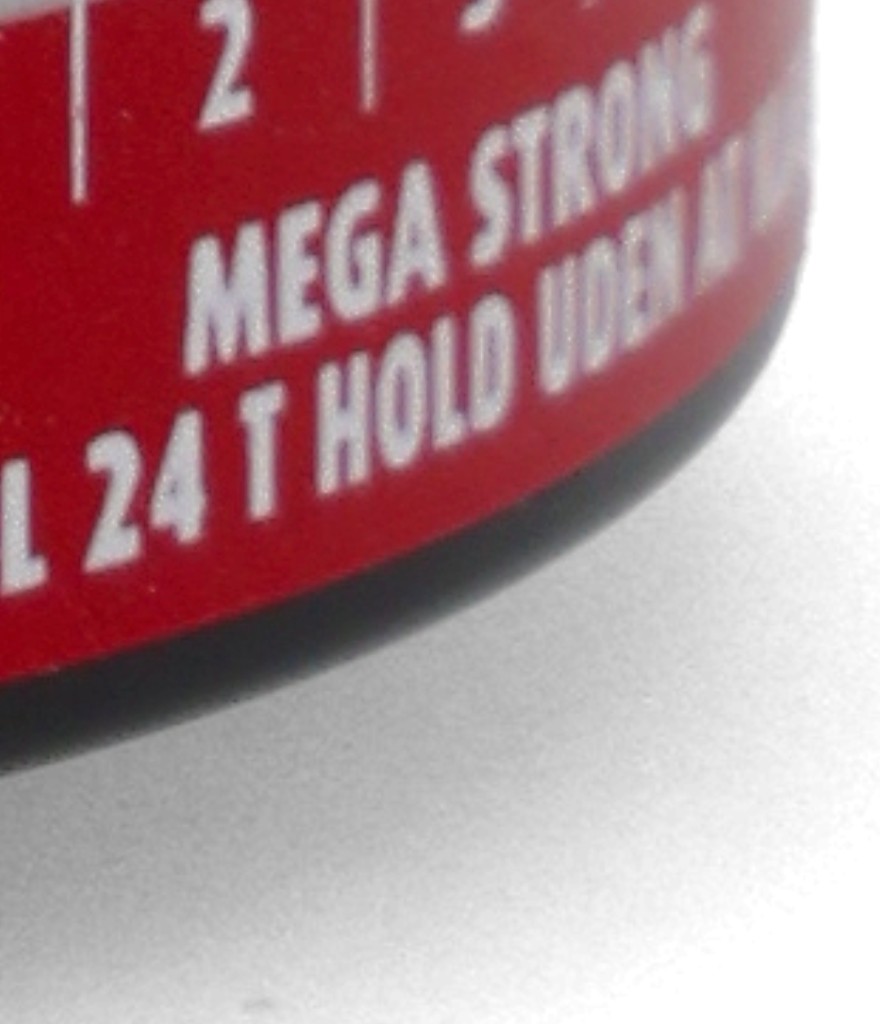 2
MEGA STRONG
L 24 T HOLD UDEN AT